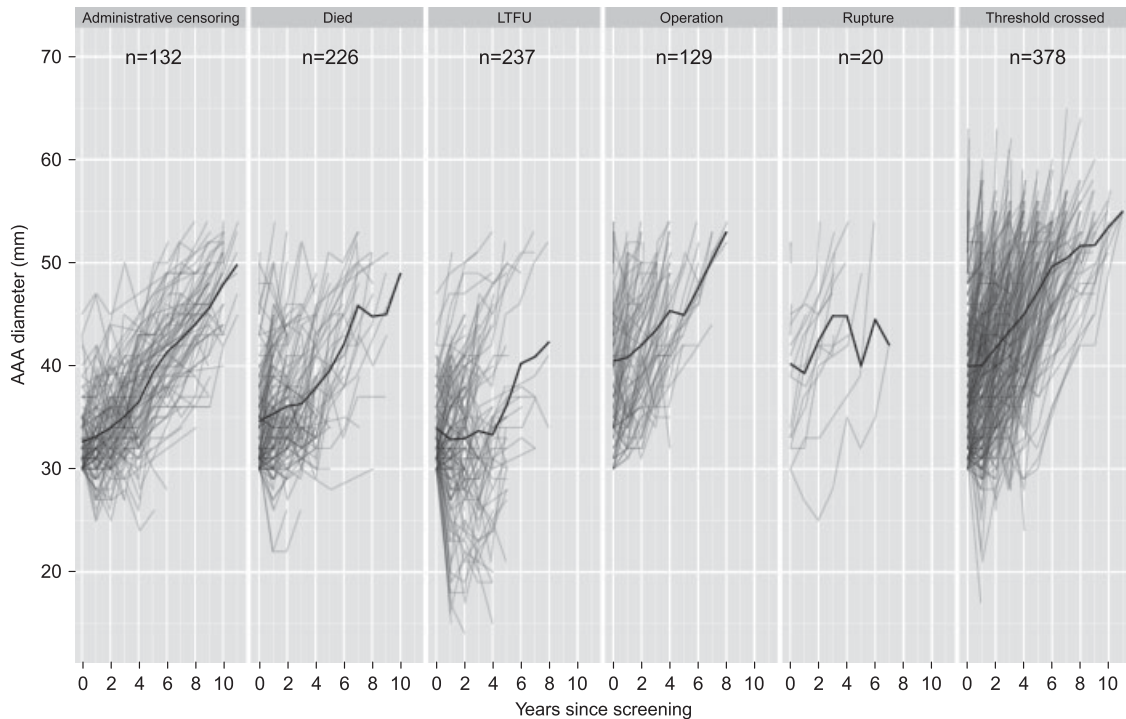 Administrative censoring Died LTFU Operation Rupture Threshold crossed
n=132 n=226 n=237 n=129 n=20 n=378
70
60
50
40
30
20
AAA diameter (mm)
0 2 4 6 8 10 0 2 4 6 8 10 0 2 4 6 8 10 0 2 4 6 8 10 0 2 4 6 8 10 0 2 4 6 8 10
Years since screening